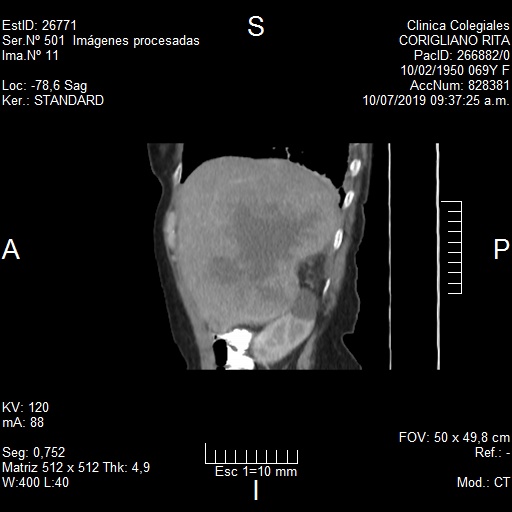 EstID: 26771
Ser.Nº 501 Imágenes procesadas
Ima.Nº 11
Loc: -78,6 Sag
Ker.: STANDARD
S
Clinica Colegiales
CORIGLIANO RITA
PacID: 266882/0
10/02/1950 069Y F
AccNum: 828381
10/07/2019 09:37:25 a.m.
A
P
KV: 120
mA: 88
Seg: 0,752
Matriz 512 x 512 Thk: 4,9
W:400 L:40
Esc 1=10 mm
I
FOV: 50 x 49,8 cm
Ref.: -
Mod.: CT